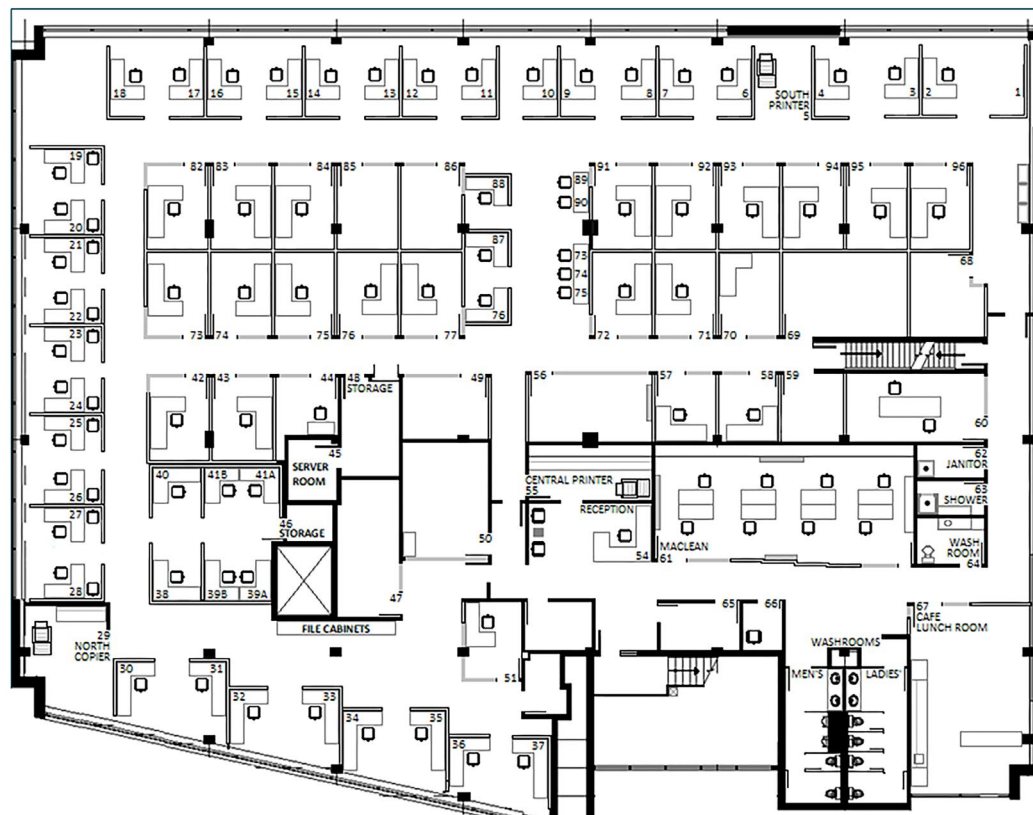 18 17 16 15 14 13 12 11 10 9 8 7 6 4 3 2 1
SOUTH
PRINTER
5
19
20
21
22
23
24
25
26
27
28
82 83 84 85 86 91 92 93 94 95 96
88
89
90
87
73
74
75
76
68
73 74 75 76 77 72 71 70 69
42 43 44 48 49 56 57 58 59
STORAGE
60
45
SERVER
ROOM
40 41B 41A
46
STORAGE
38 39B 39A
47
50
CENTRAL PRINTER
55
RECEPTION
54
MACLEAN
61
62
JANITOR
63
SHOWER
WASH
ROOM
64
FILE CABINETS
65 66
67
CAFE
LUNCH ROOM
WASHROOMS
MEN'S LADIES'
29
NORTH
COPIER
51
30 31
32 33
34 35
36 37